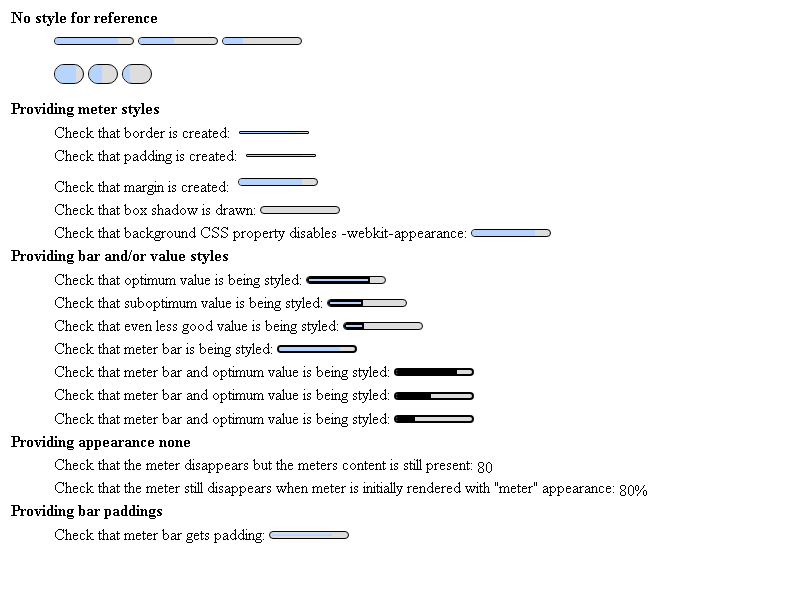 No style for reference
Providing meter styles
Check that border is created:
Check that padding is created:
Check that margin is created:
Check that box shadow is drawn:
Check that background CSS property disables -webkit-appearance:
Providing bar and/or value styles
Check that optimum value is being styled:
Check that suboptimum value is being styled:
Check that even less good value is being styled:
Check that meter bar is being styled:
Check that meter bar and optimum value is being styled:
Check that meter bar and optimum value is being styled:
Check that meter bar and optimum value is being styled:
Providing appearance none
Check that the meter disappears but the meters content is still present: 80
Check that the meter still disappears when meter is initially rendered with "meter" appearance: 80%
Providing bar paddings
Check that meter bar gets padding: